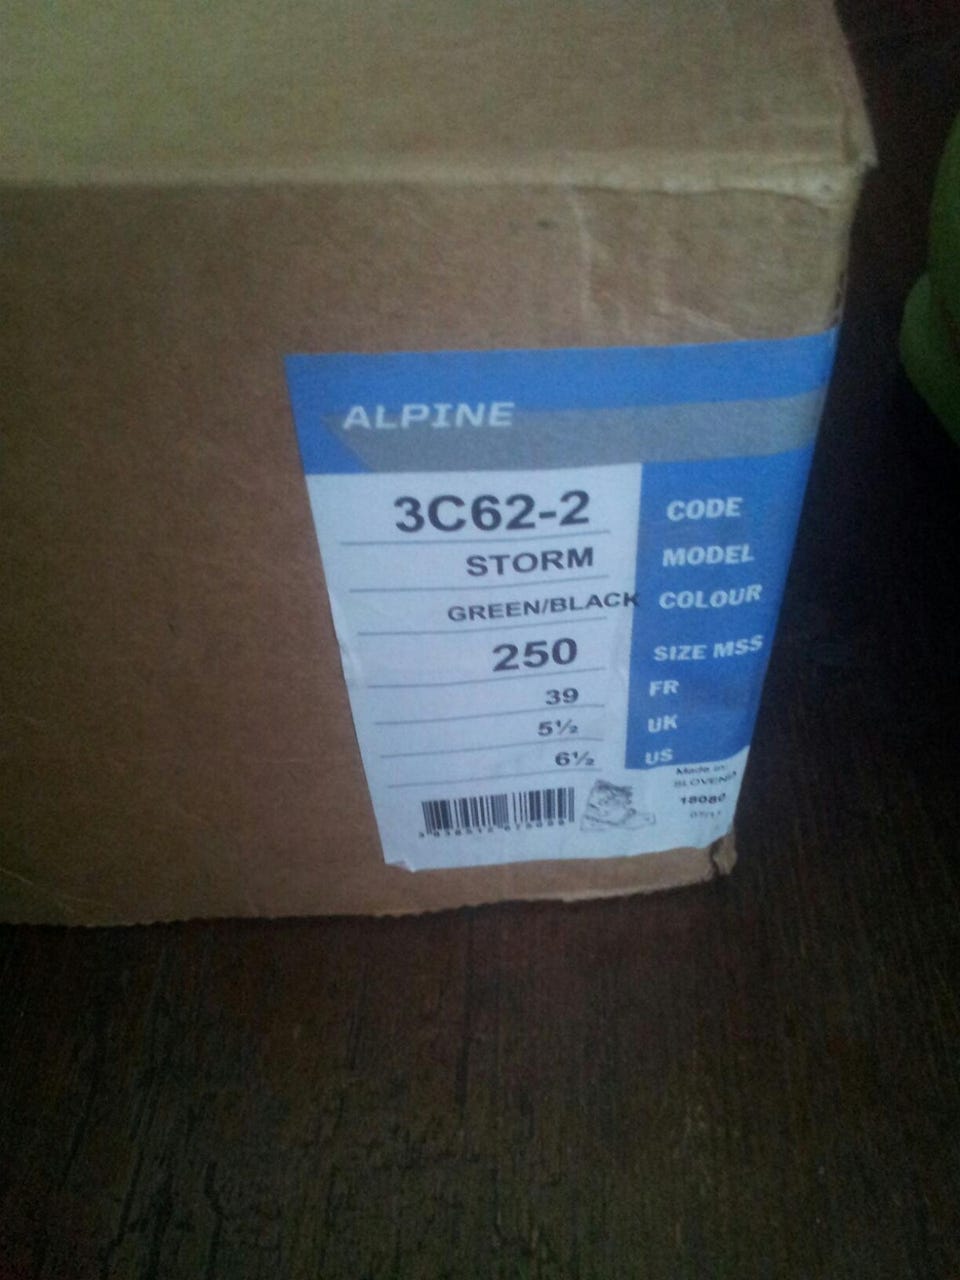 ALPINE
3C62-2 CODE
STORM MODEL
GREEN/BLACK COLOUR
250 SIZE MSS
39 FR
5½ UK
6½ US
Made in:
SLOVENIA
18080